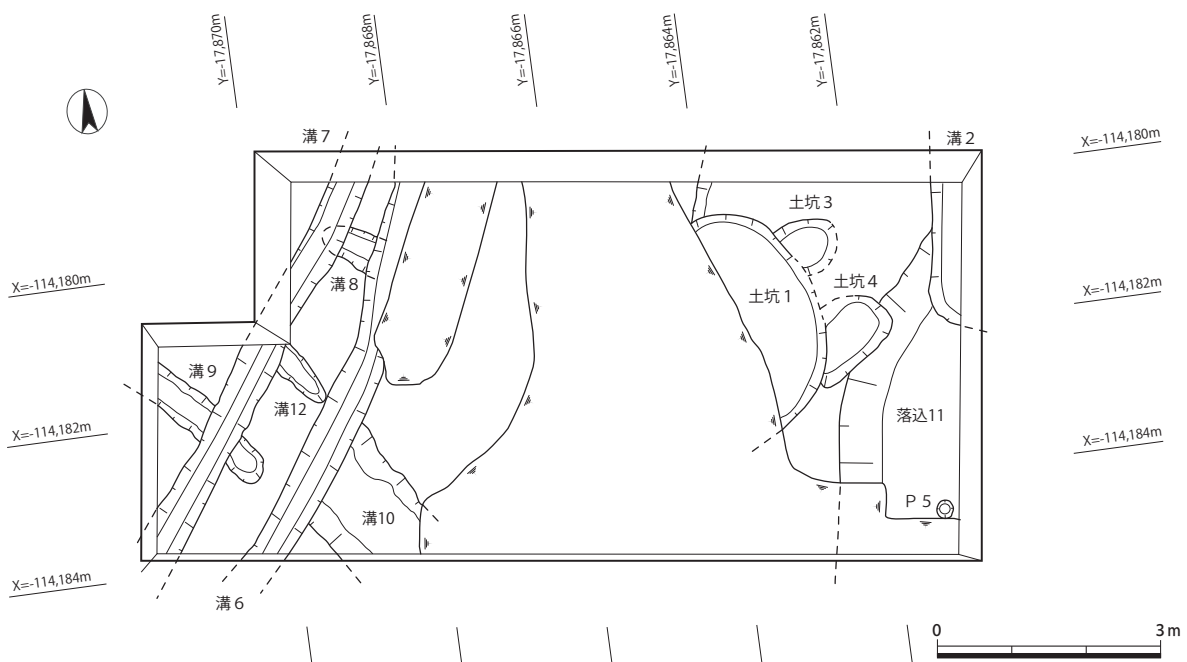 Y=-17,870m
Y=-17,868m
Y=-17,866m
Y=-17,864m
Y=-17,862m
溝7
溝2
X=-114,180m
土坑3
X=-114,180m
溝8
土坑1
土坑4
X=-114,182m
溝9
溝12
落込11
X=-114,182m
X=-114,184m
P5
溝10
X=-114,184m
溝6
0
3m